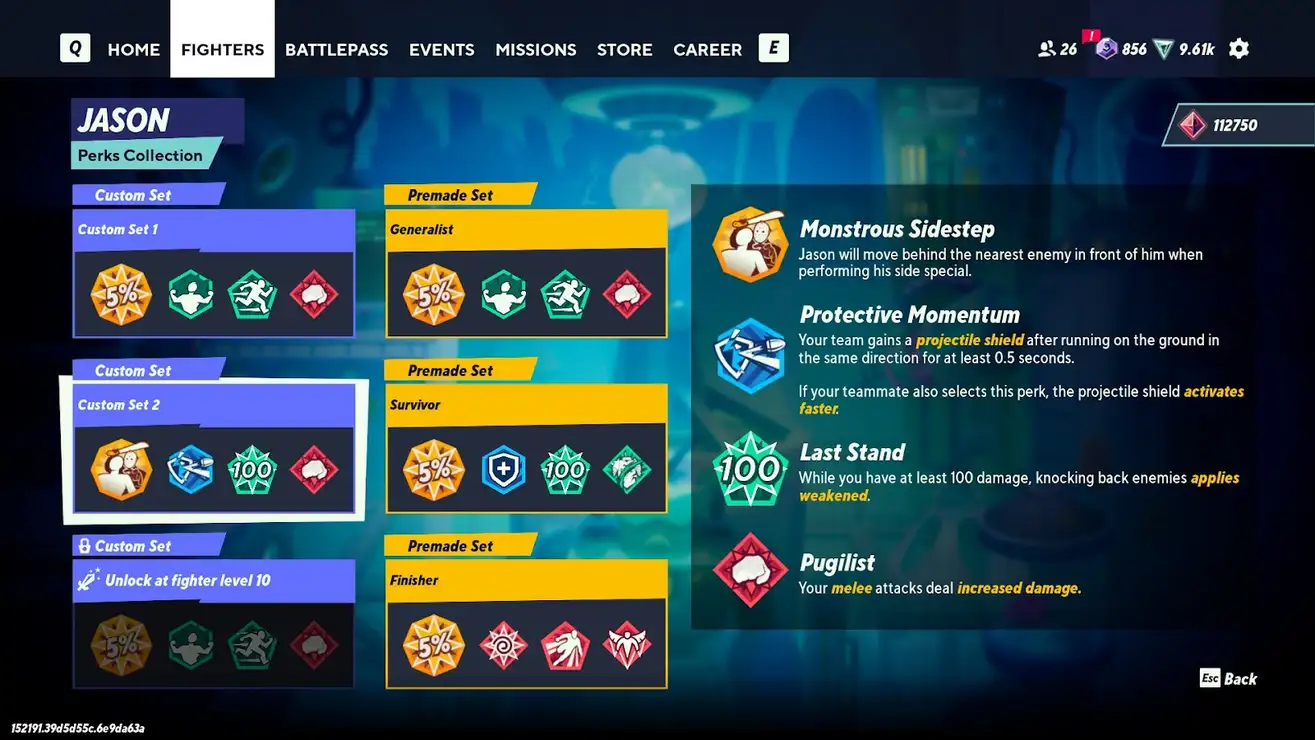 Q HOME FIGHTERS BATTLEPASS EVENTS MISSIONS STORE CAREER E
26 ! 856 9.61k
JASON
Perks Collection
112750
Custom Set
Custom Set 1
5%
Premade Set
Generalist
5%
Custom Set
Custom Set 2
100
Premade Set
Survivor
5% 100
Custom Set
Unlock at fighter level 10
5%
Premade Set
Finisher
5%
Monstrous Sidestep
Jason will move behind the nearest enemy in front of him when
performing his side special.
Protective Momentum
Your team gains a projectile shield after running on the ground in
the same direction for at least 0.5 seconds.
If your teammate also selects this perk, the projectile shield activates
faster.
100
Last Stand
While you have at least 100 damage, knocking back enemies applies
weakened.
Pugilist
Your melee attacks deal increased damage.
Esc Back
152191.39d5d55c.6e9da63a